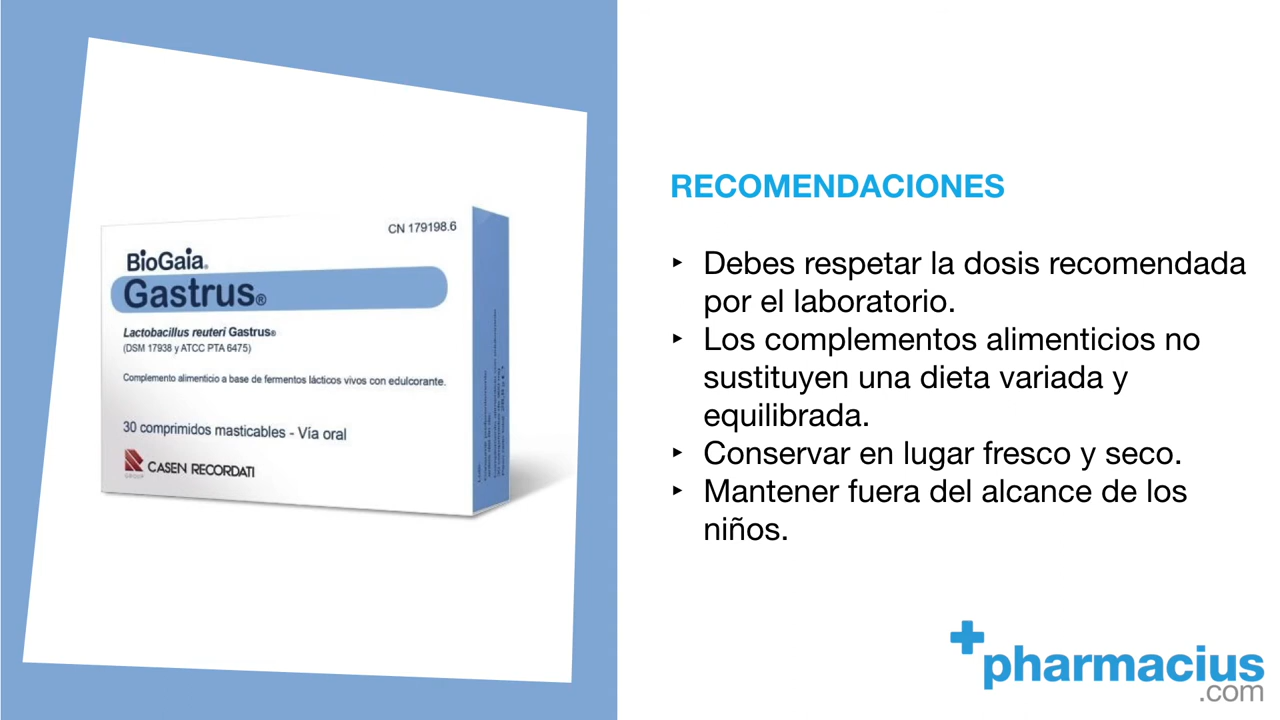 CN 179198.6
BioGaia®
Gastrus®
Lactobacillus reuteri Gastrus®
(DSM 17938 y ATCC PTA 6475)
Complemento alimenticio a base de fermentos lácticos vivos con edulcorante.
30 comprimidos masticables - Vía oral
CASEN RECORDATI
GROUP
RECOMENDACIONES
‣ Debes respetar la dosis recomendada
por el laboratorio.
‣ Los complementos alimenticios no
sustituyen una dieta variada y
equilibrada.
‣ Conservar en lugar fresco y seco.
‣ Mantener fuera del alcance de los
niños.
pharmacius
.com